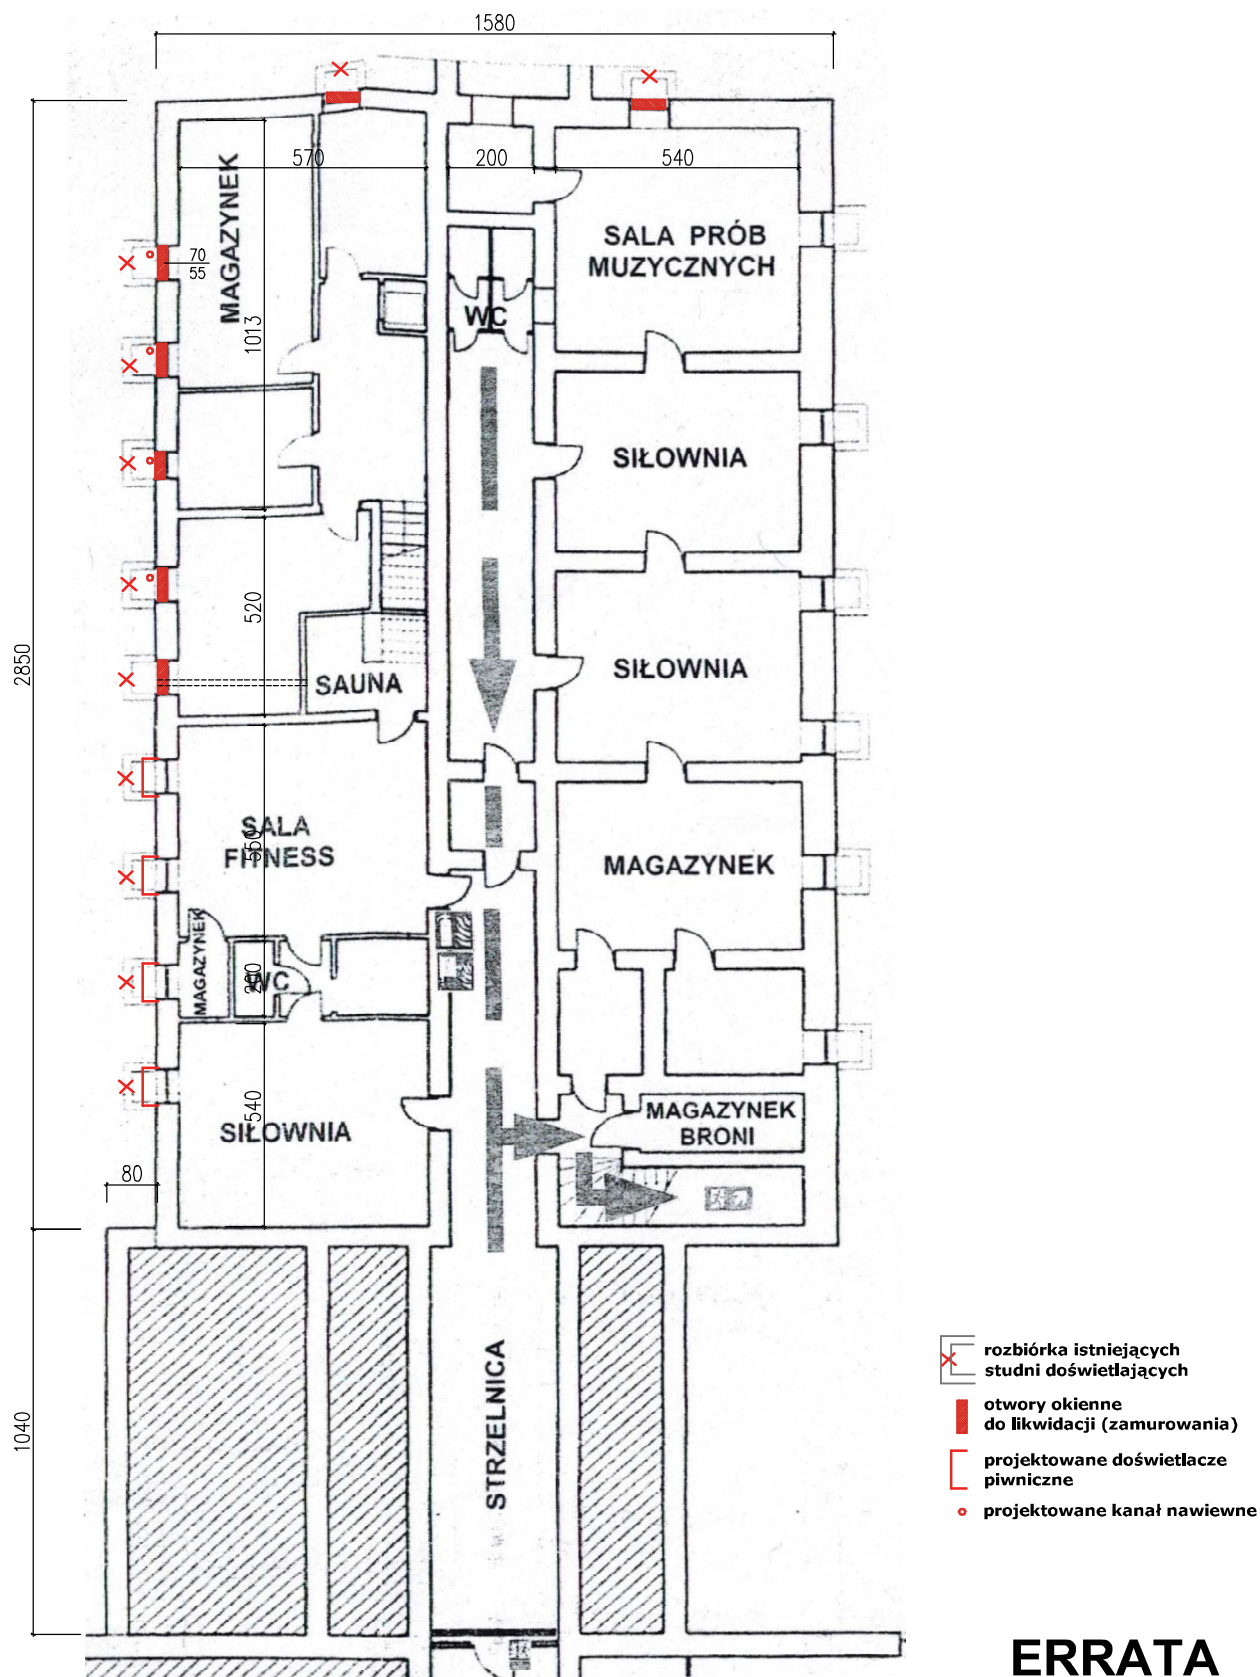 1580
570
200
540
MAGAZYNEK
SALA PRÓB
MUZYCZNYCH
70
55
WC
1013
SIŁOWNIA
2850
520
SAUNA
SIŁOWNIA
SALA
FITNESS
550
MAGAZYNEK
MAGAZYNEK
WC
540
SIŁOWNIA
MAGAZYNEK
BRONI
80
1040
STRZELNICA
rozbiórka istniejących
studni doświetlających
otwory okienne
do likwidacji (zamurowania)
projektowane doświetlacze
piwniczne
projektowane kanał nawiewne
ERRATA